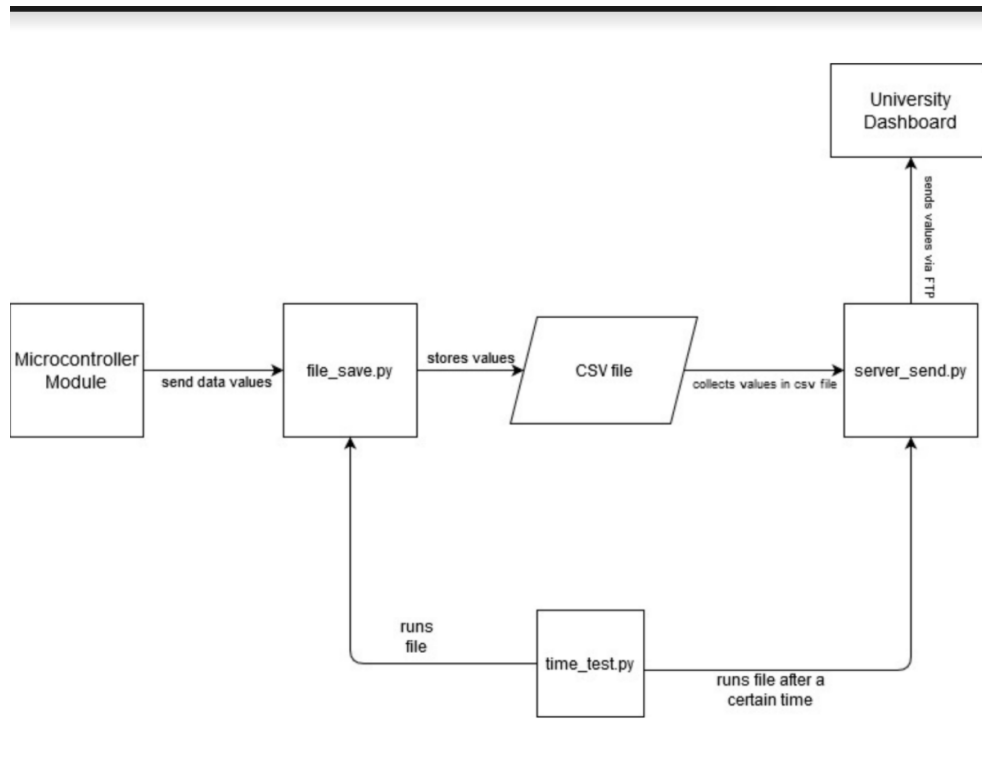 University
Dashboard
sends values via FTP
Microcontroller
Module
send data values
file_save.py
stores values
CSV file
collects values in csv file
server_send.py
runs
file
time_test.py
runs file after a
certain time